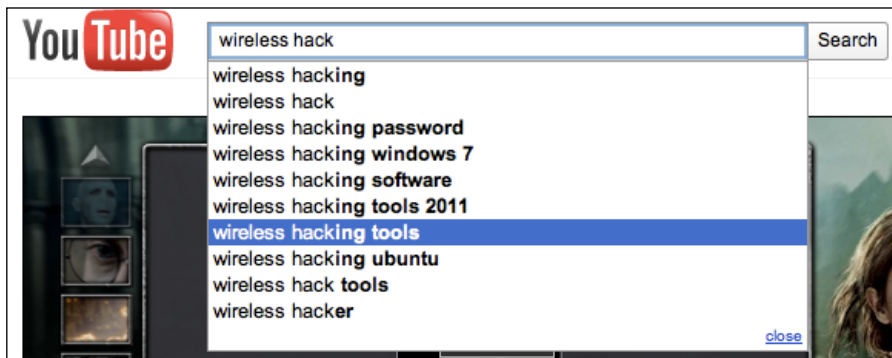 YouTube
wireless hack
Search
wireless hacking
wireless hack
wireless hacking password
wireless hacking windows 7
wireless hacking software
wireless hacking tools 2011
wireless hacking tools
wireless hacking ubuntu
wireless hack tools
wireless hacker
close